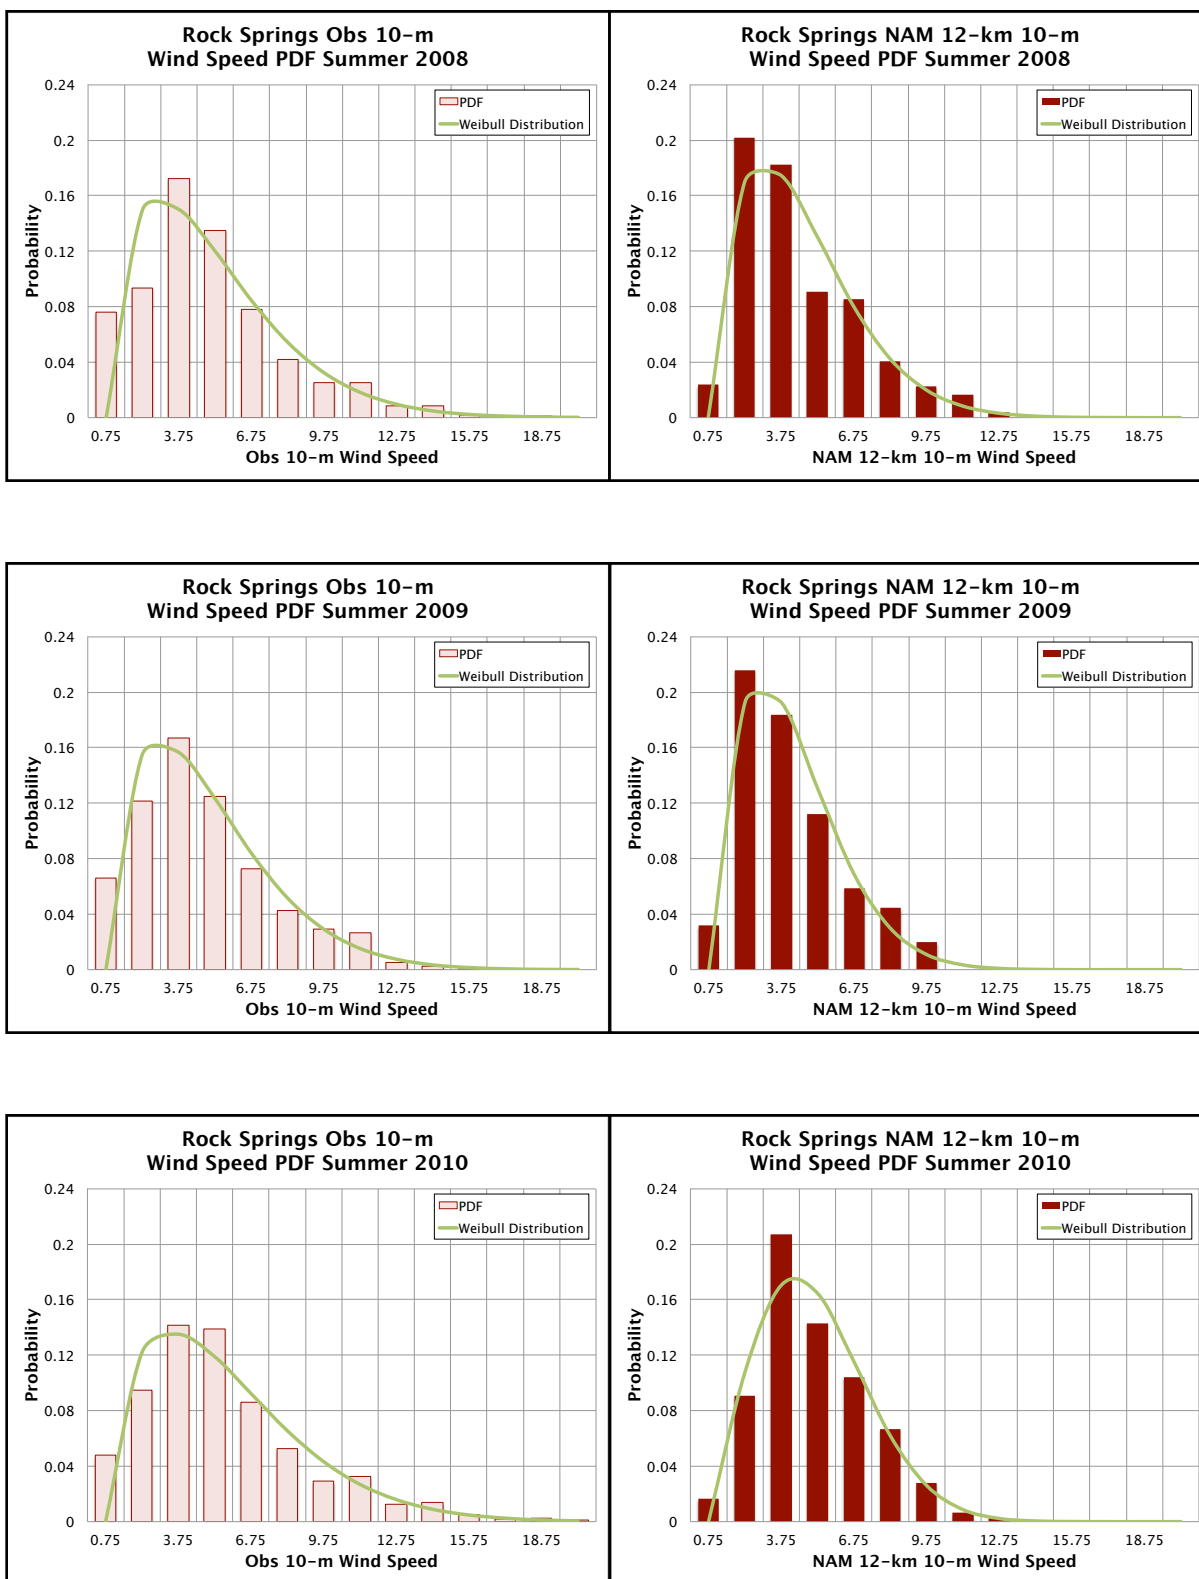 Rock Springs Obs 10-m
Wind Speed PDF Summer 2008
0.24
0.2
0.16
0.12
0.08
0.04
0
Probability
PDF
Weibull Distribution
0.75 3.75 6.75 9.75 12.75 15.75 18.75
Obs 10-m Wind Speed
Rock Springs NAM 12-km 10-m
Wind Speed PDF Summer 2008
0.24
0.2
0.16
0.12
0.08
0.04
0
Probability
PDF
Weibull Distribution
0.75 3.75 6.75 9.75 12.75 15.75 18.75
NAM 12-km 10-m Wind Speed
Rock Springs Obs 10-m
Wind Speed PDF Summer 2009
0.24
0.2
0.16
0.12
0.08
0.04
0
Probability
PDF
Weibull Distribution
0.75 3.75 6.75 9.75 12.75 15.75 18.75
Obs 10-m Wind Speed
Rock Springs NAM 12-km 10-m
Wind Speed PDF Summer 2009
0.24
0.2
0.16
0.12
0.08
0.04
0
Probability
PDF
Weibull Distribution
0.75 3.75 6.75 9.75 12.75 15.75 18.75
NAM 12-km 10-m Wind Speed
Rock Springs Obs 10-m
Wind Speed PDF Summer 2010
0.24
0.2
0.16
0.12
0.08
0.04
0
Probability
PDF
Weibull Distribution
0.75 3.75 6.75 9.75 12.75 15.75 18.75
Obs 10-m Wind Speed
Rock Springs NAM 12-km 10-m
Wind Speed PDF Summer 2010
0.24
0.2
0.16
0.12
0.08
0.04
0
Probability
PDF
Weibull Distribution
0.75 3.75 6.75 9.75 12.75 15.75 18.75
NAM 12-km 10-m Wind Speed